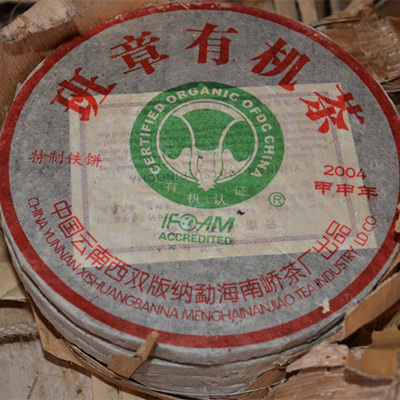 班章有机茶
CERTIFIED ORGANIC OFDC CHINA
有机认证
®
特制饼
2004
甲申年
IFOAM
ACCREDITED
中国云南西双版纳勐海南峤茶厂出品
CHINA YUNNAN XISHUANGBANNA MENGHAINANJIAO TEA INDUSTRY LD.CO